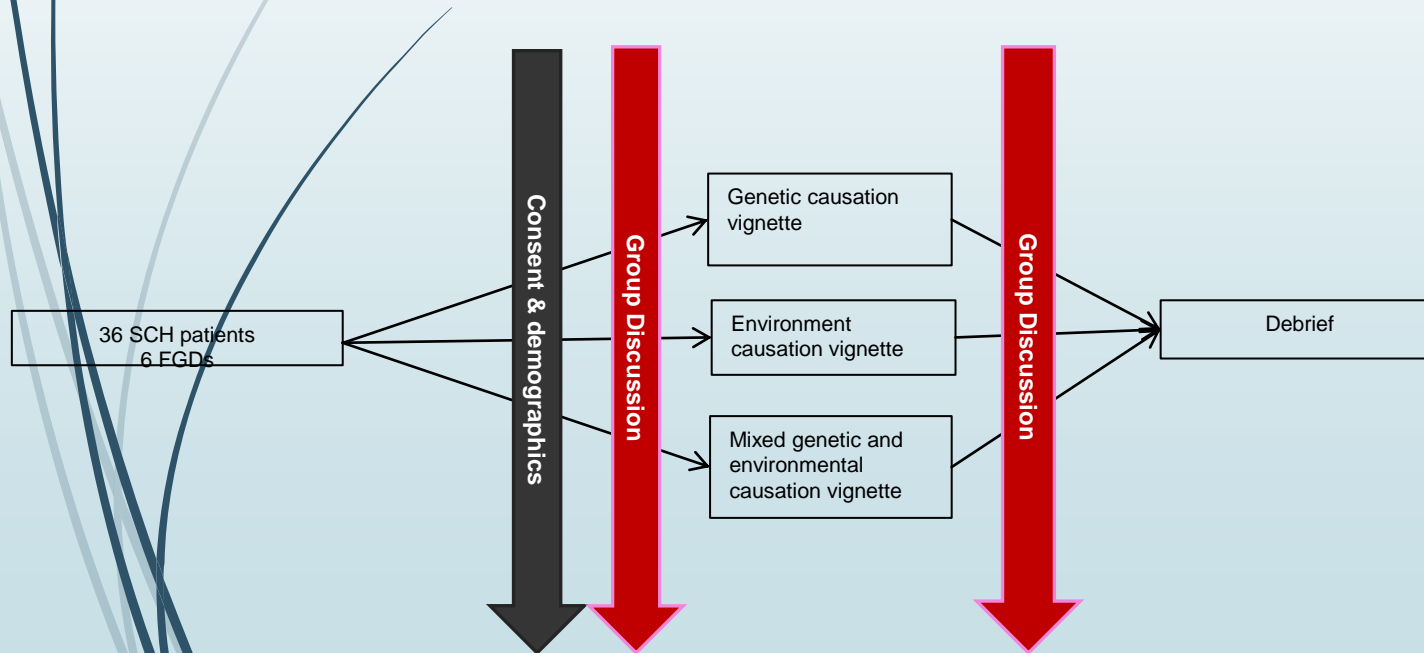 36 SCH patients
6 FGDs
Consent & demographics
Group Discussion
Genetic causation
vignette
Environment
causation vignette
Mixed genetic and
environmental
causation vignette
Group Discussion
Debrief